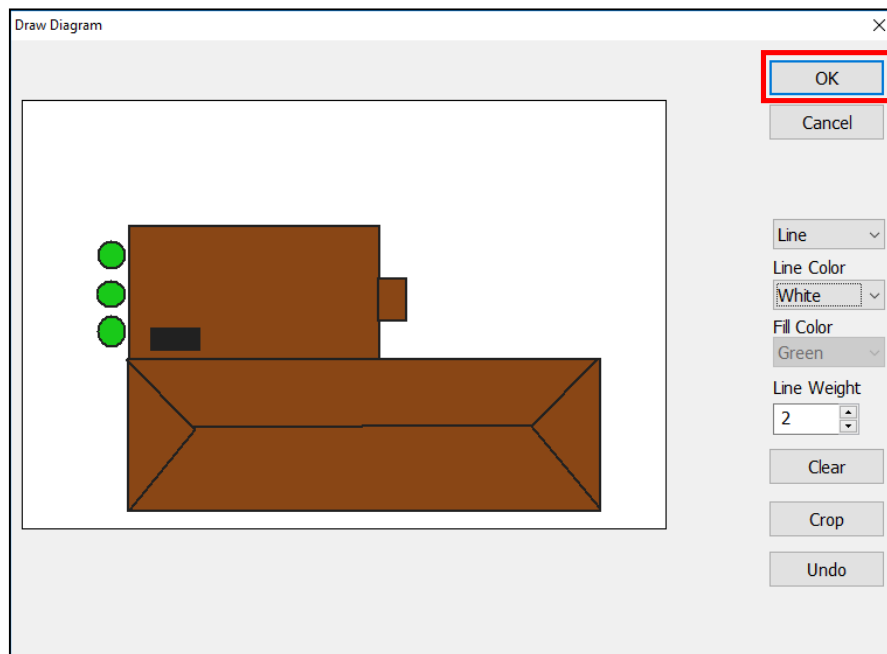 Draw Diagram
OK
Cancel
Line
Line Color
White
Fill Color
Green
Line Weight
2
Clear
Crop
Undo